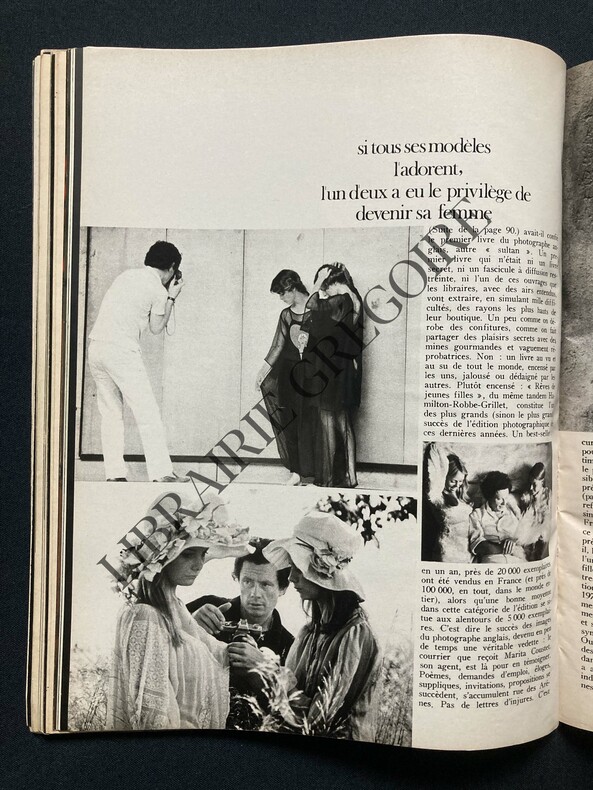 si tous ses modèles
l'adorent,
l'un d'eux a eu le privilège de
devenir sa femme
(Suite de la page 90.) avait-il
premier livre du photographe
glais, autre « sultan ». Un
mier livre qui n'était ni un
secret, ni un fascicule à diffusion
treinte, ni l'un de ces ouvrages que
les libraires, avec des airs entendus,
vont extraire, en simulant mille diffi-
cultés, des rayons les plus hauts de
leur boutique. Un peu comme on dé-
robe des confitures, comme on fait
partager des plaisirs secrets avec des
mines gourmandes et vaguement ré-
probatrices. Non : un livre au vu et
au su de tout le monde, encensé par
les uns, jalousé ou dédaigné par les
autres. Plutôt encensé : « Rêves de
jeunes filles », du même tandem Ha-
milton-Robbe-Grillet, constitue l'un
des plus grands (sinon le plus grand)
succès de l'édition photographique de
ces dernières années. Un best-seller
en un an, près de 20 000 exemplaires
ont été vendus en France (et près de
100 000, en tout, dans le monde en-
tier), alors qu'une bonne moyenne
dans cette catégorie de l'édition se si-
tue aux alentours de 5 000 exemplai-
res. C'est dire le succès des images
du photographe anglais, devenu en peu
de temps une véritable vedette : le
courrier que reçoit Marita Coustet,
son agent, est là pour en témoigner.
Poèmes, demandes d'emploi, éloges,
suppliques, invitations, propositions se
succèdent, s'accumulent rue des Arè-
nes. Pas de lettres d'injures. C'est
LIBRAIRIE GREGOIRE